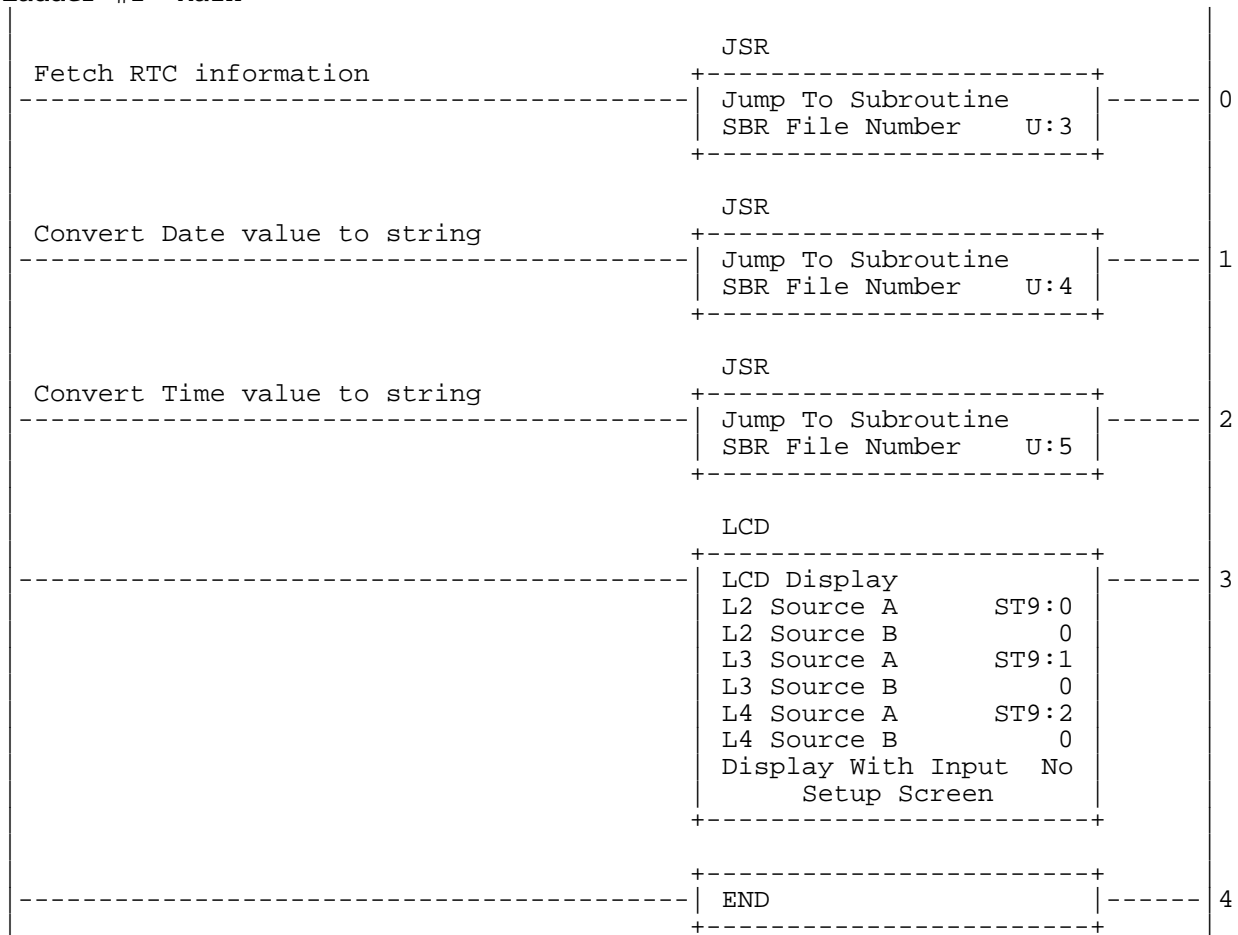 JSR
Fetch RTC information
Jump To Subroutine 0
SBR File Number U:3
JSR
Convert Date value to string
Jump To Subroutine 1
SBR File Number U:4
JSR
Convert Time value to string
Jump To Subroutine 2
SBR File Number U:5
LCD
LCD Display 3
L2 Source A ST9:0
L2 Source B 0
L3 Source A ST9:1
L3 Source B 0
L4 Source A ST9:2
L4 Source B 0
Display With Input No
Setup Screen
END 4